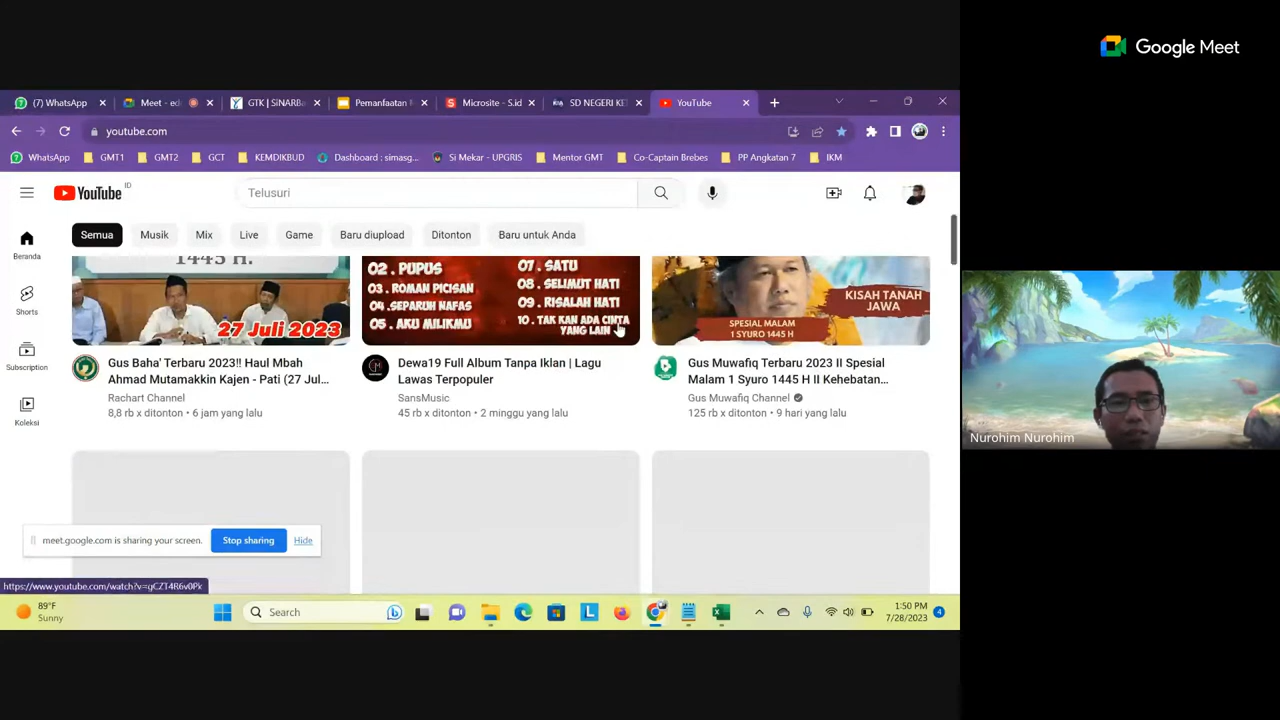 Google Meet
(7) WhatsApp
Meet - ed
GTK | SiNARBa
Pemanfaatan
Microsite - S.id
SD NEGERI KE
YouTube
youtube.com
WhatsApp
GMT1
GMT2
GCT
KEMDIKBUD
Dashboard : simasg...
Si Mekar - UPGRIS
Mentor GMT
Co-Captain Brebes
PP Angkatan 7
IKM
YouTube ID
Telusuri
Semua
Musik
Mix
Live
Game
Baru diupload
Ditonton
Baru untuk Anda
Beranda
Shorts
Subscription
Koleksi
1445 H.
27 Juli 2023
02 . PUPUS
03 . ROMAN PICISAN
04 .SEPARUH NAFAS
05 . AKU MILIKMU
07 . SATU
08 . SELIMUT HATI
09 . RISALAH HATI
10 . TAK KAN ADA CINTA
YANG LAIN
KISAH TANAH
JAWA
SPESIAL MALAM
1 SYURO 1445 H
Gus Baha' Terbaru 2023!! Haul Mbah
Ahmad Mutamakkin Kajen - Pati (27 Jul...
Rachart Channel
8,8 rb x ditonton • 6 jam yang lalu
Dewa19 Full Album Tanpa Iklan | Lagu
Lawas Terpopuler
SansMusic
45 rb x ditonton • 2 minggu yang lalu
Gus Muwafiq Terbaru 2023 II Spesial
Malam 1 Syuro 1445 H II Kehebatan...
Gus Muwafiq Channel
125 rb x ditonton • 9 hari yang lalu
Nurohim Nurohim
meet.google.com is sharing your screen.
Stop sharing
Hide
https://www.youtube.com/watch?v=gCZT4R6v0Pk
89°F
Sunny
Search
1:50 PM
7/28/2023
4